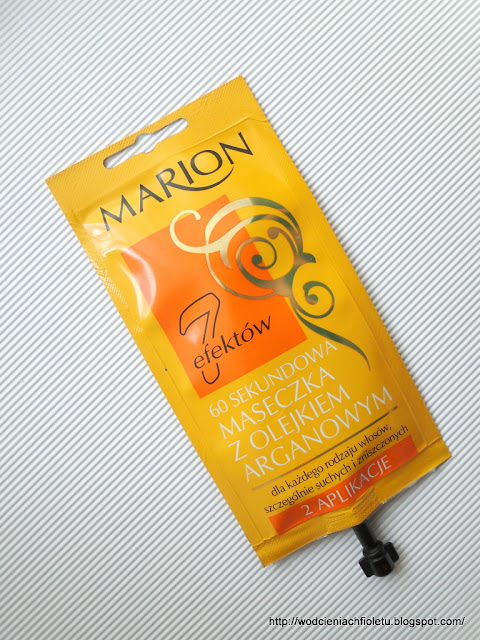 MARION
7
efektów
60 SEKUNDOWA
MASECZKA
Z OLEJKIEM
ARGANOWYM
dla każdego rodzaju włosów,
szczególnie suchych i zniszczonych
2 APLIKACJE
http://wodcieniachfioletu.blogspot.com/